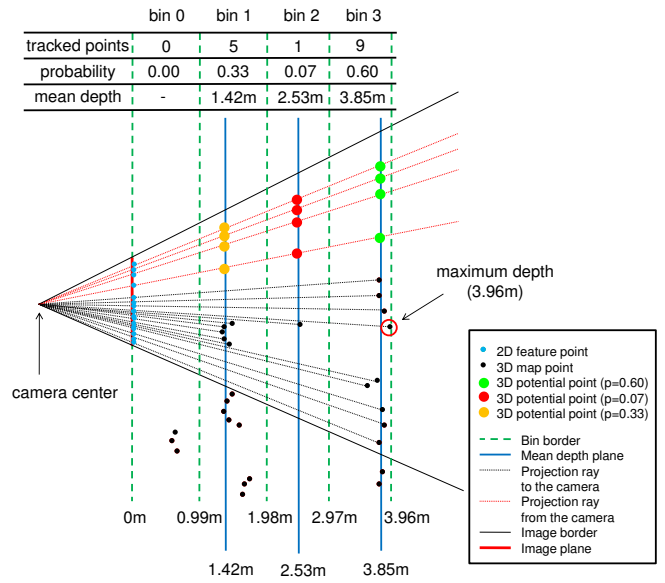 bin 0 bin 1 bin 2 bin 3
tracked points 0 5 1 9
probability 0.00 0.33 0.07 0.60
mean depth - 1.42m 2.53m 3.85m
maximum depth
(3.96m)
camera center
2D feature point
3D map point
3D potential point (p=0.60)
3D potential point (p=0.07)
3D potential point (p=0.33)
Bin border
Mean depth plane
Projection ray
to the camera
Projection ray
from the camera
Image border
Image plane
0m 0.99m 1.98m 2.97m 3.96m
1.42m 2.53m 3.85m